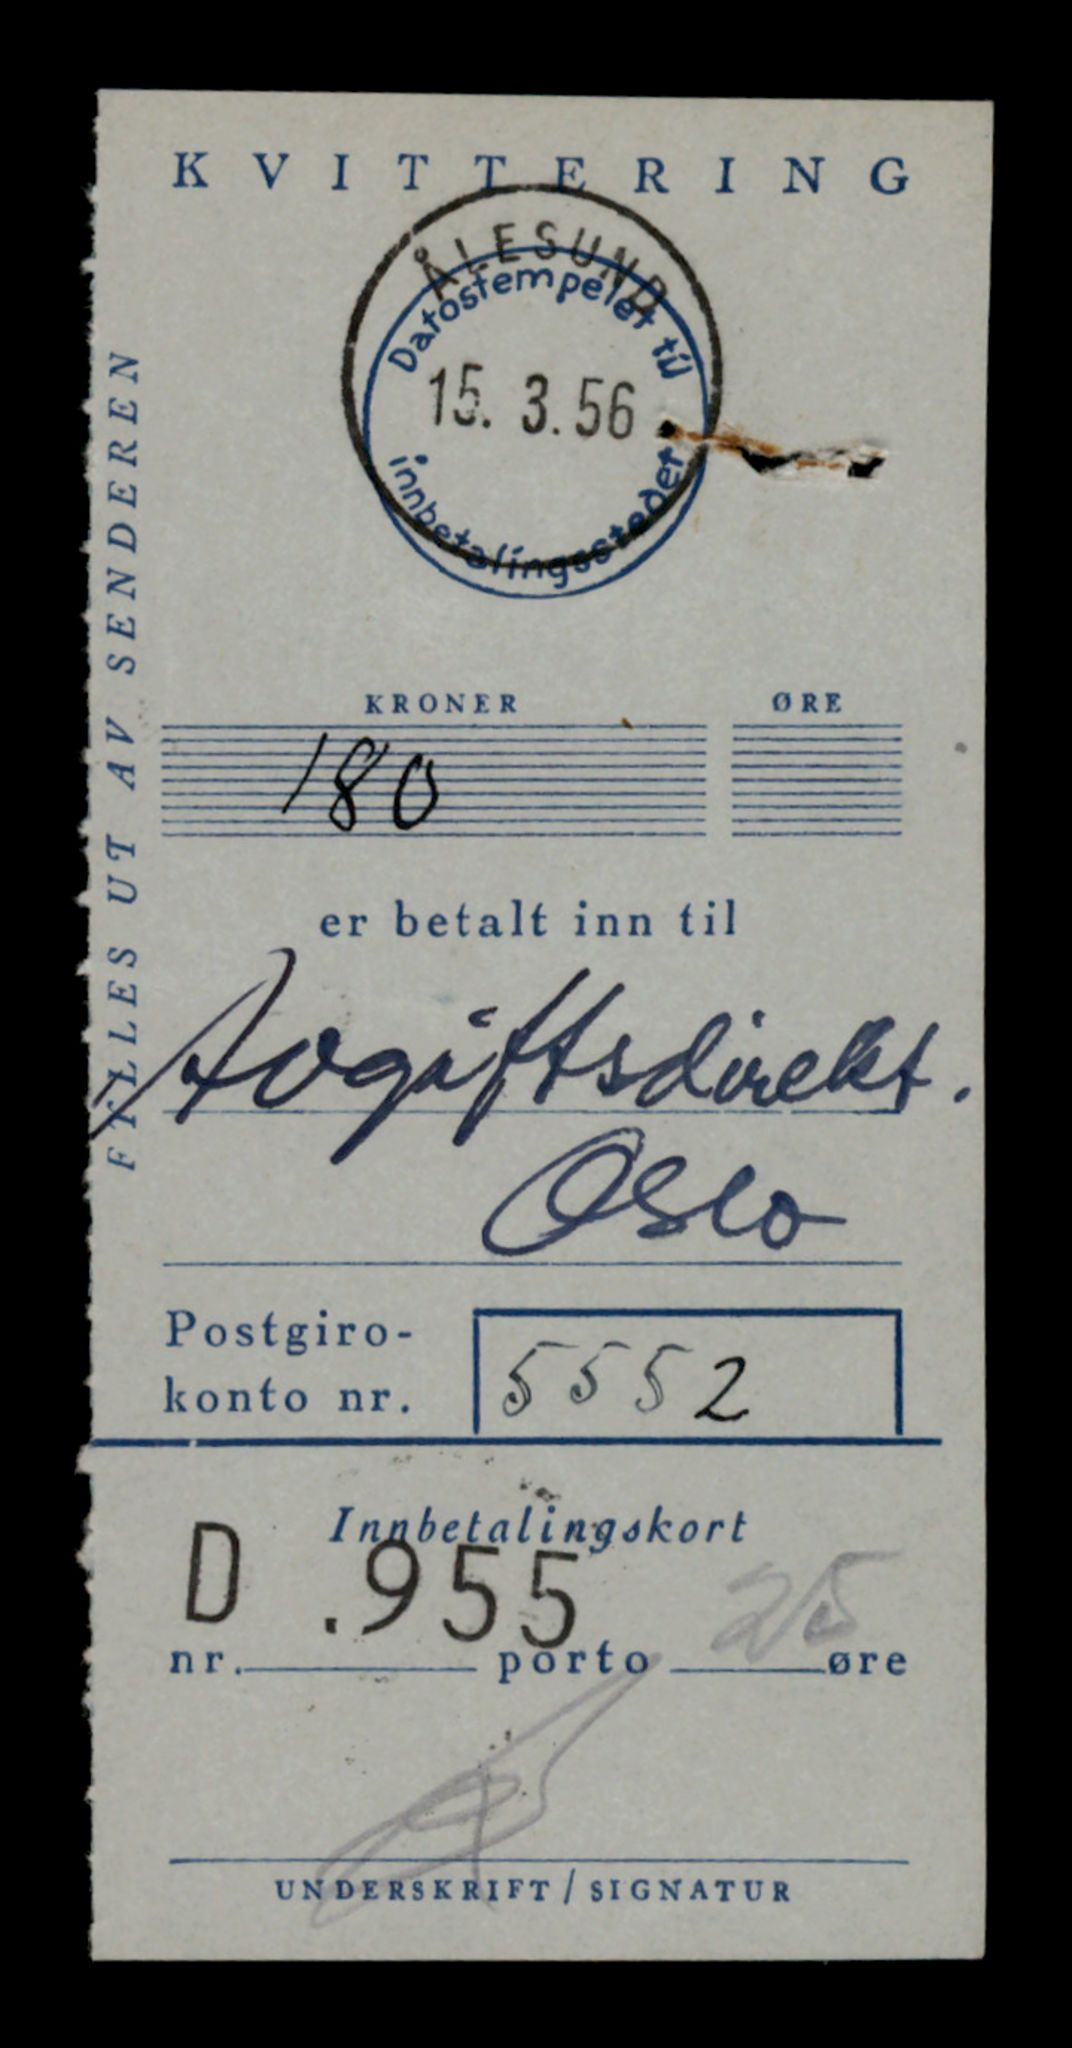 KVITTERING
ÅLESUND
Datostempelet til
15. 3. 56
innbetalingsstedet
FYLLES UT AV SENDEREN
KRONER ØRE
180
er betalt inn til
Avgiftsdirekt.
Oslo
Postgiro-
konto nr. 5552
Innbetalingskort
D .955 25
nr. porto øre
UNDERSKRIFT / SIGNATUR